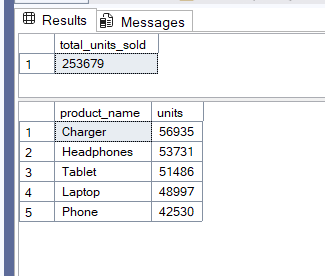 Results Messages
total_units_sold
1 253679
product_name units
1 Charger 56935
2 Headphones 53731
3 Tablet 51486
4 Laptop 48997
5 Phone 42530